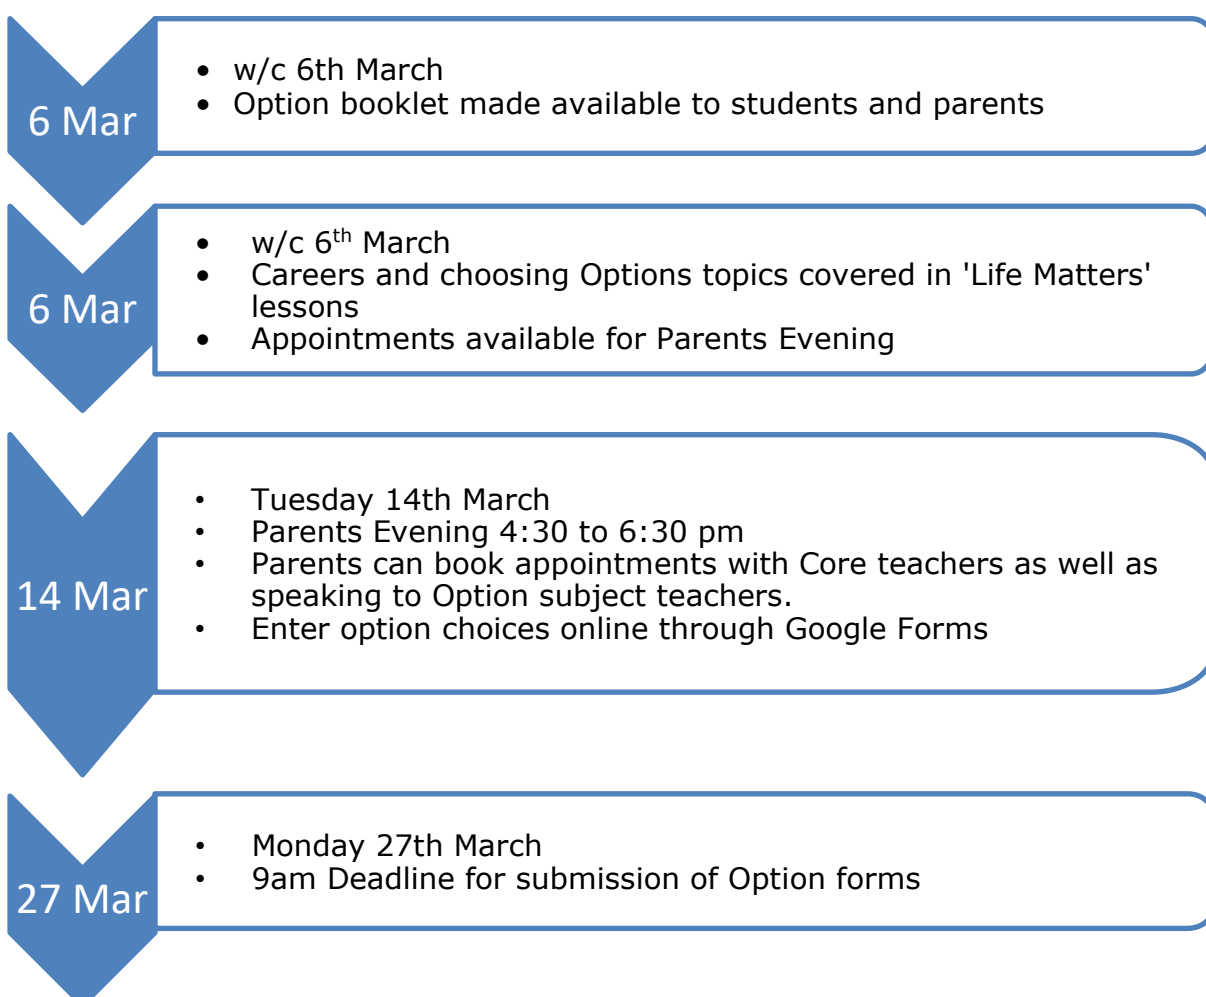 6 Mar
• w/c 6th March
• Option booklet made available to students and parents
6 Mar
• w/c 6th March
• Careers and choosing Options topics covered in 'Life Matters'
lessons
• Appointments available for Parents Evening
14 Mar
• Tuesday 14th March
• Parents Evening 4:30 to 6:30 pm
• Parents can book appointments with Core teachers as well as
speaking to Option subject teachers.
• Enter option choices online through Google Forms
27 Mar
• Monday 27th March
• 9am Deadline for submission of Option forms